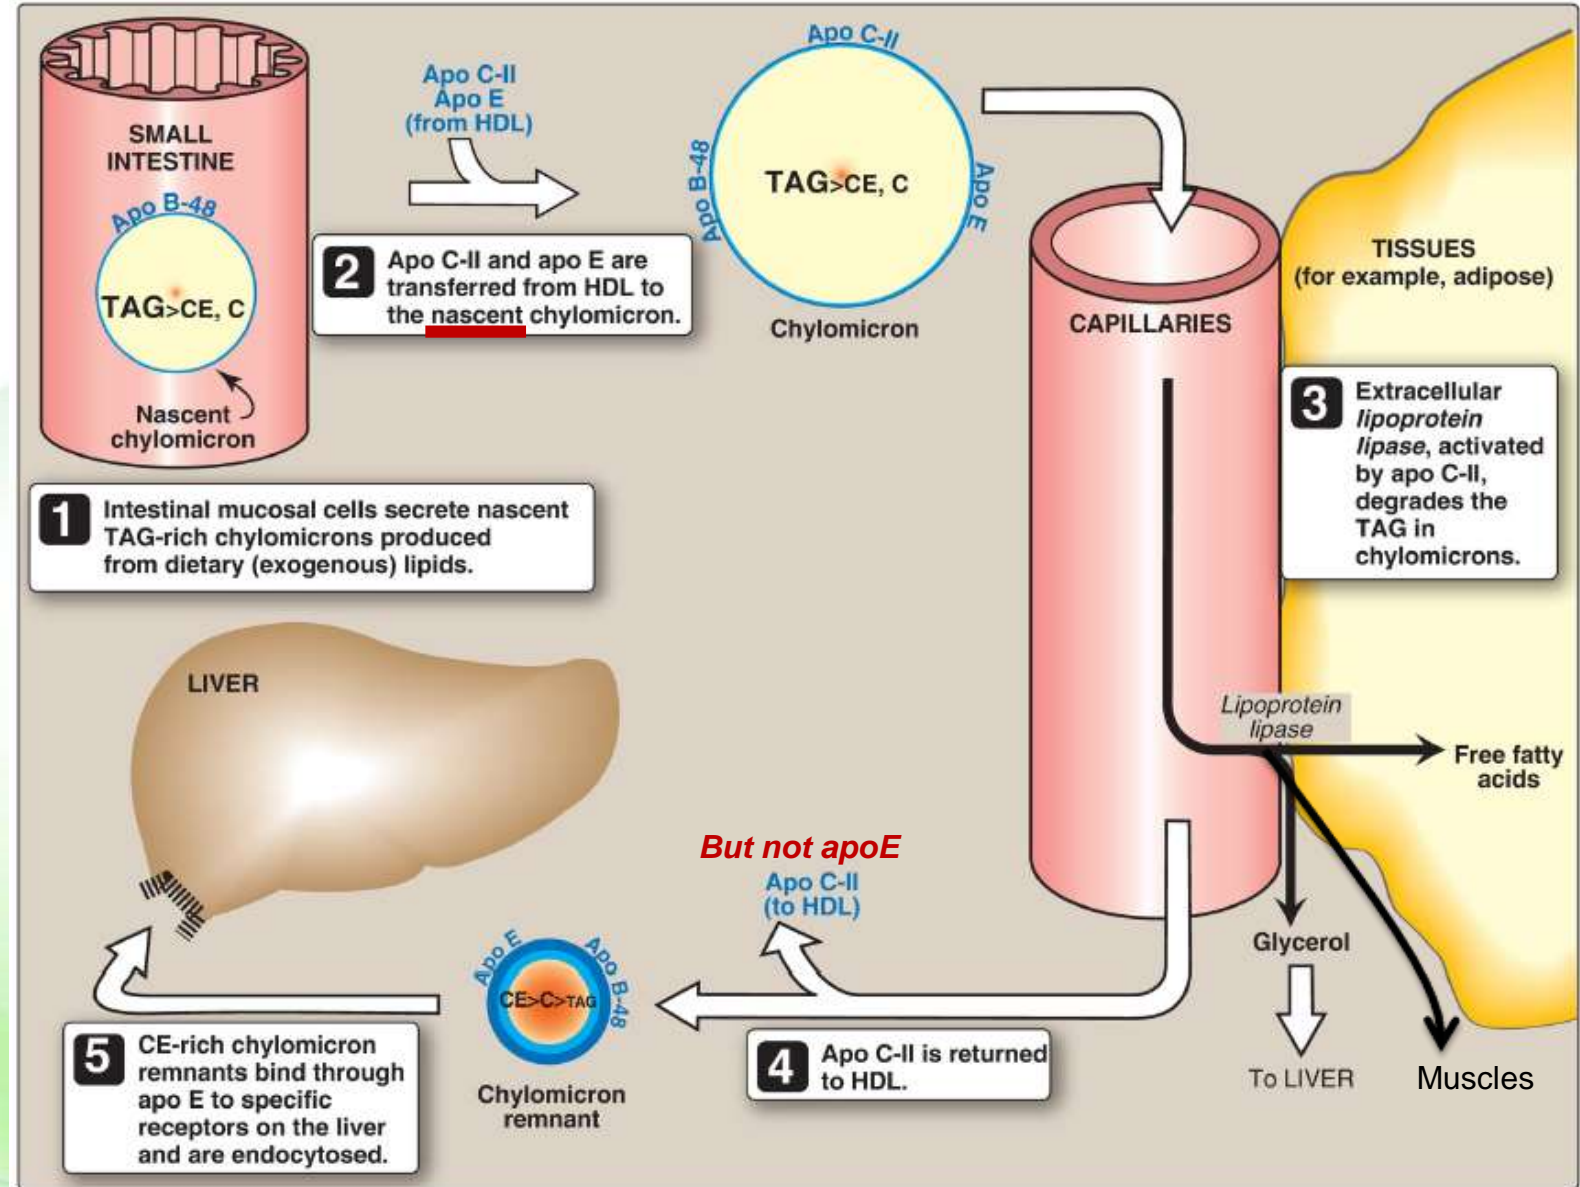 SMALL
INTESTINE
Apo B-48
TAG>CE, C
Nascent
chylomicron
1
Intestinal mucosal cells secrete nascent
TAG-rich chylomicrons produced
from dietary (exogenous) lipids.
Apo C-II
Apo E
(from HDL)
2
Apo C-II and apo E are
transferred from HDL to
the nascent chylomicron.
Apo C-II
Apo B-48
TAG>CE, C
Apo E
Chylomicron
CAPILLARIES
TISSUES
(for example, adipose)
3
Extracellular
lipoprotein
lipase, activated
by apo C-II,
degrades the
TAG in
chylomicrons.
Lipoprotein
lipase
Free fatty
acids
Glycerol
To LIVER
Muscles
But not apoE
Apo C-II
(to HDL)
4
Apo C-II is returned
to HDL.
Apo E
Apo B-48
CE>C>TAG
Chylomicron
remnant
LIVER
5
CE-rich chylomicron
remnants bind through
apo E to specific
receptors on the liver
and are endocytosed.